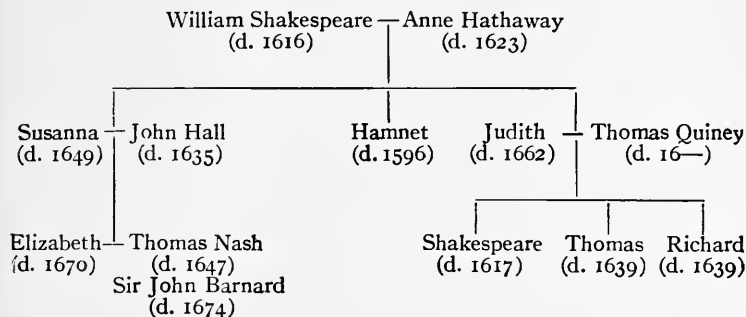 William Shakespeare — Anne Hathaway
(d. 1616) (d. 1623)
Susanna — John Hall Hamnet Judith — Thomas Quiney
(d. 1649) (d. 1635) (d. 1596) (d. 1662) (d. 16—)
Elizabeth — Thomas Nash Shakespeare Thomas Richard
(d. 1670) (d. 1647) (d. 1617) (d. 1639) (d. 1639)
Sir John Barnard
(d. 1674)